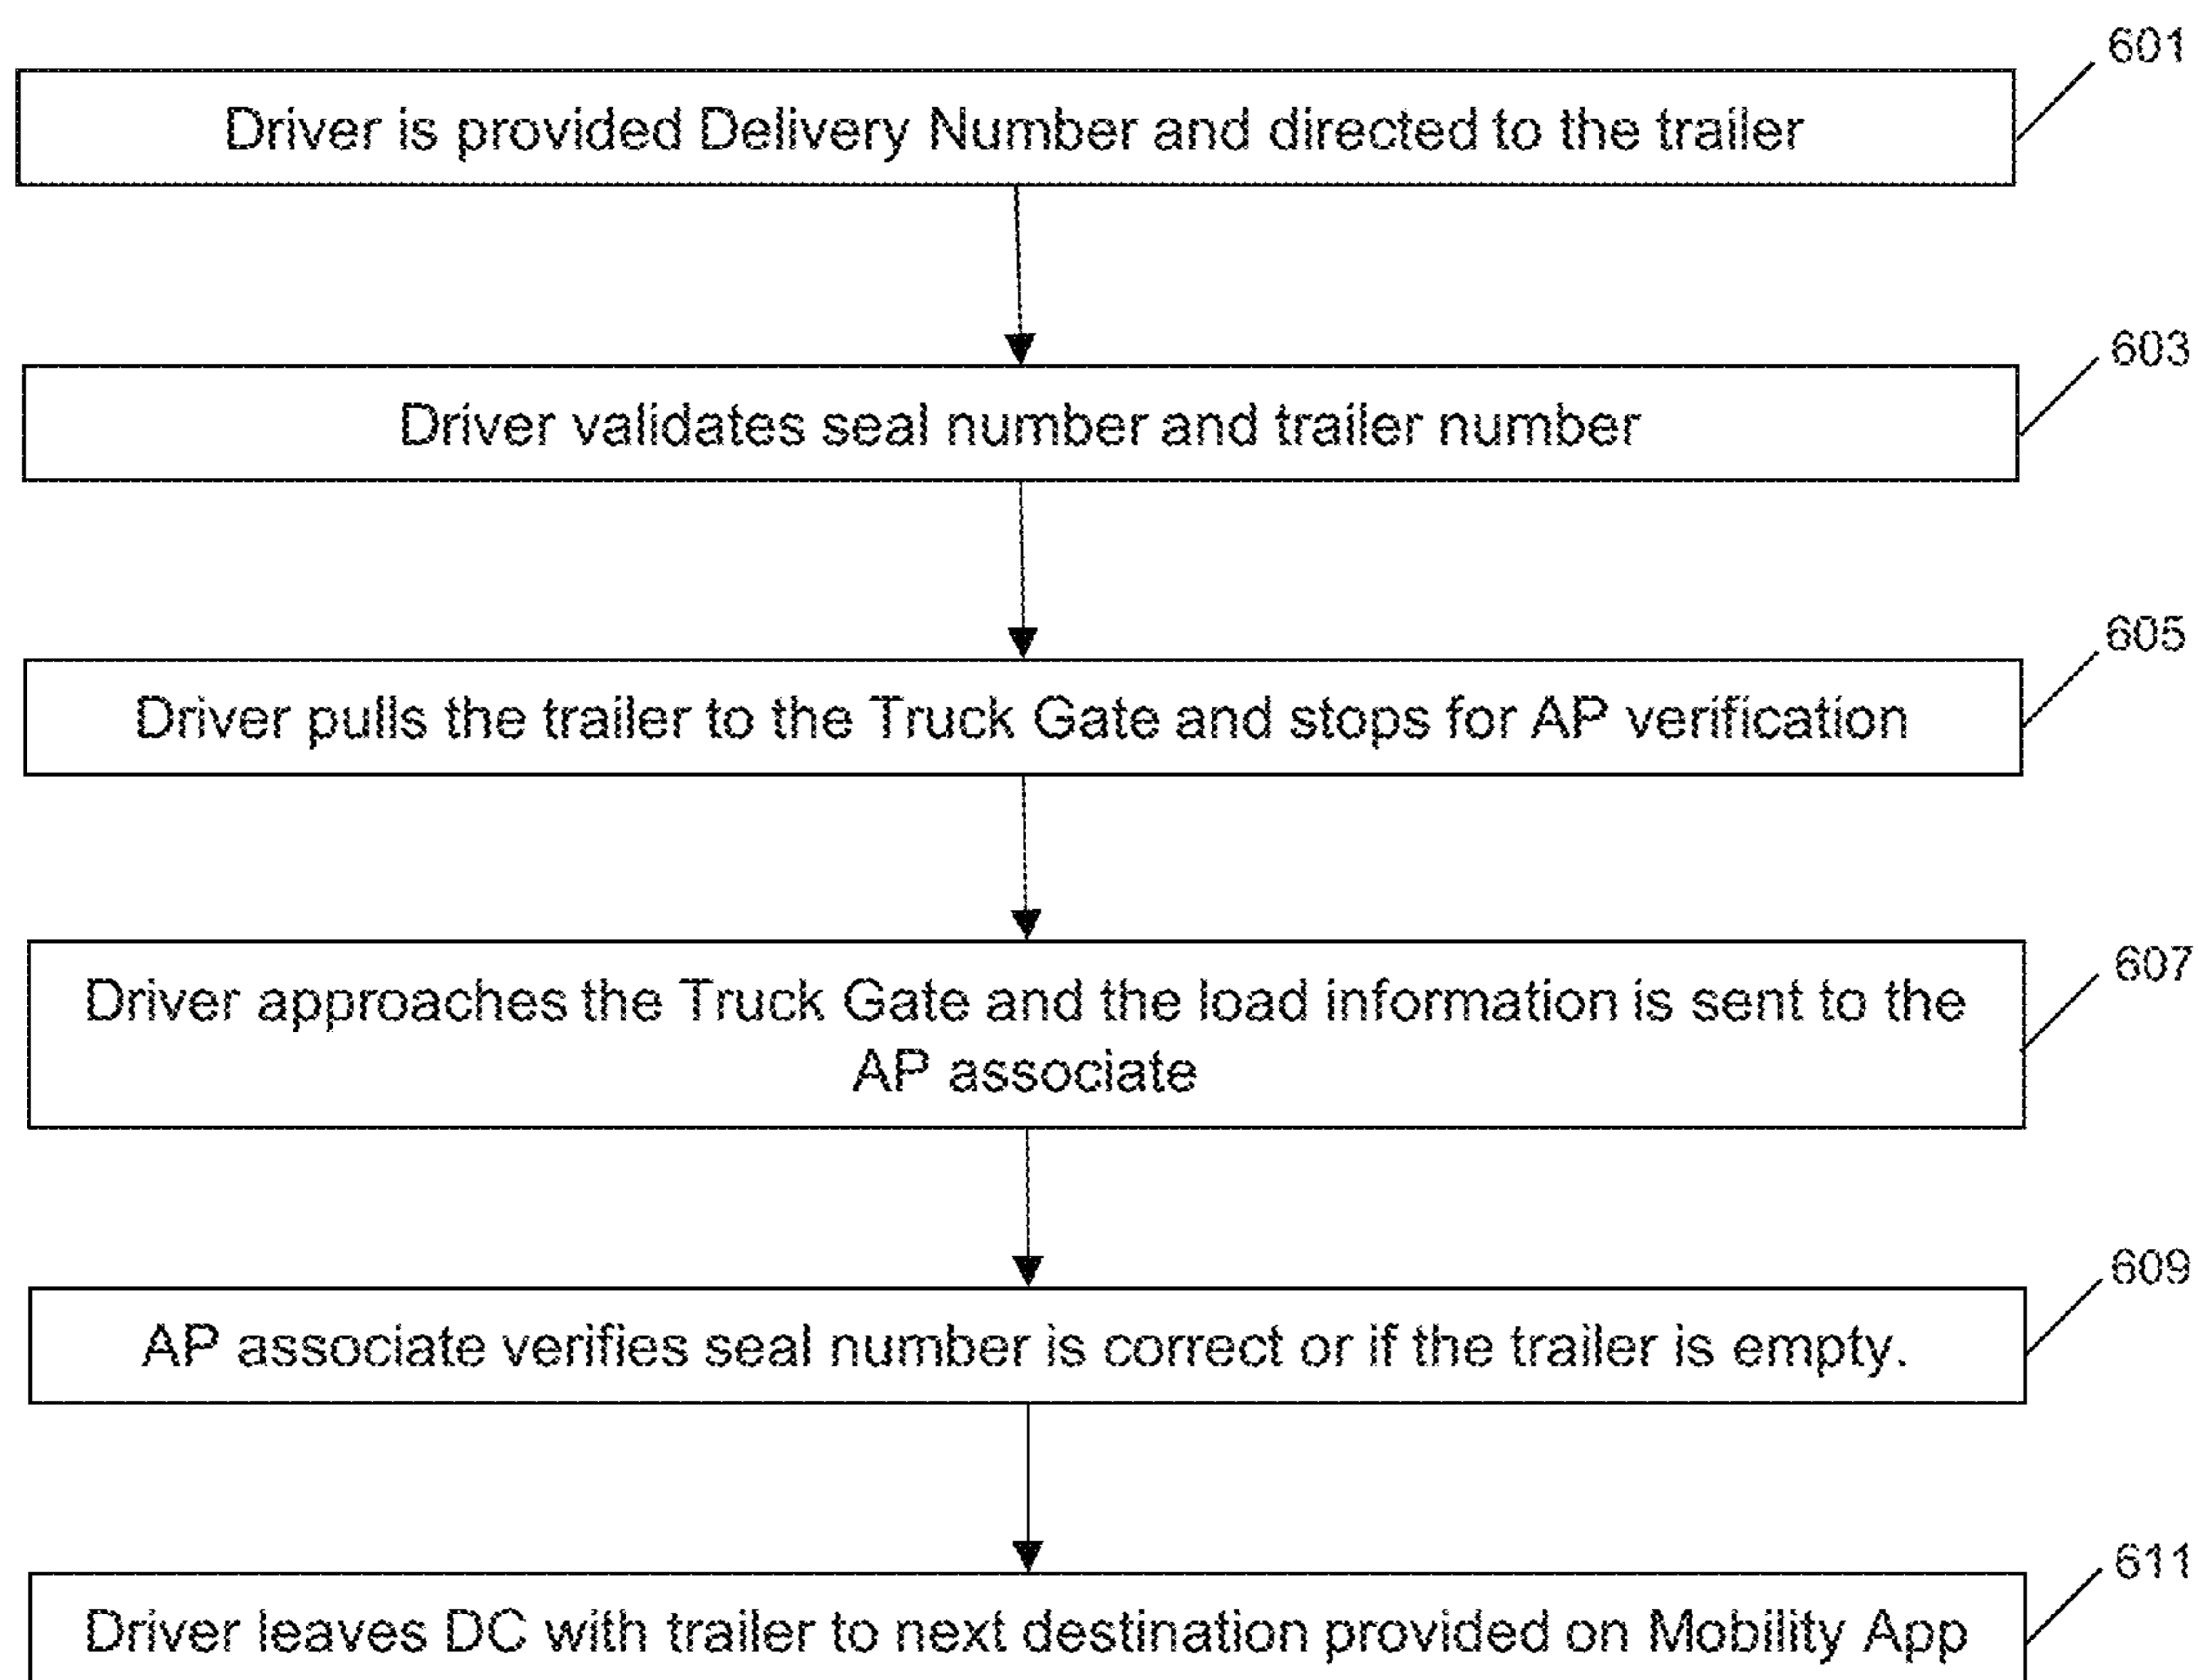 601
Driver is provided Delivery Number and directed to the trailer
603
Driver validates seal number and trailer number
605
Driver pulls the trailer to the Truck Gate and stops for AP verification
607
Driver approaches the Truck Gate and the load information is sent to the
AP associate
609
AP associate verifies seal number is correct or if the trailer is empty.
611
Driver leaves DC with trailer to next destination provided on Mobility App